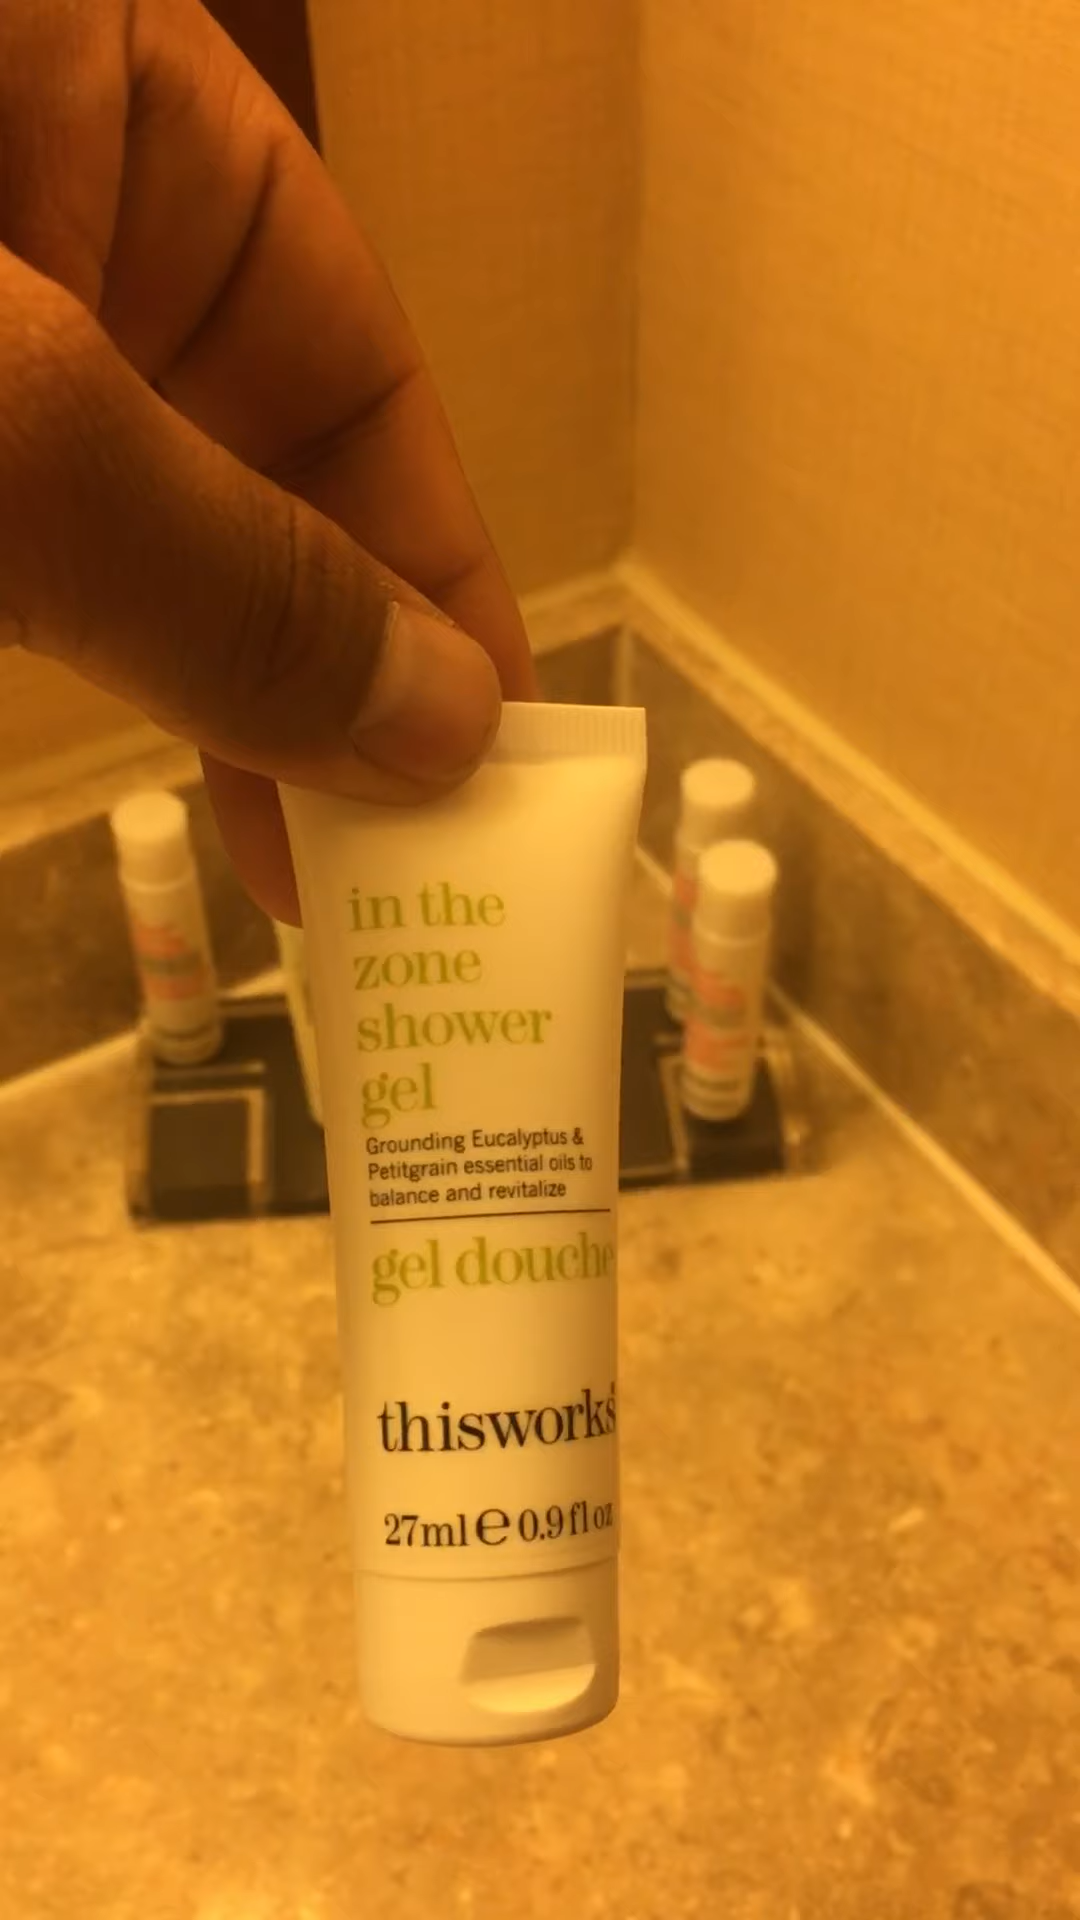 in the
zone
shower
gel
Grounding Eucalyptus &
Petitgrain essential oils to
balance and revitalize
gel douche
thisworks®
27ml ℮ 0.9 fl oz